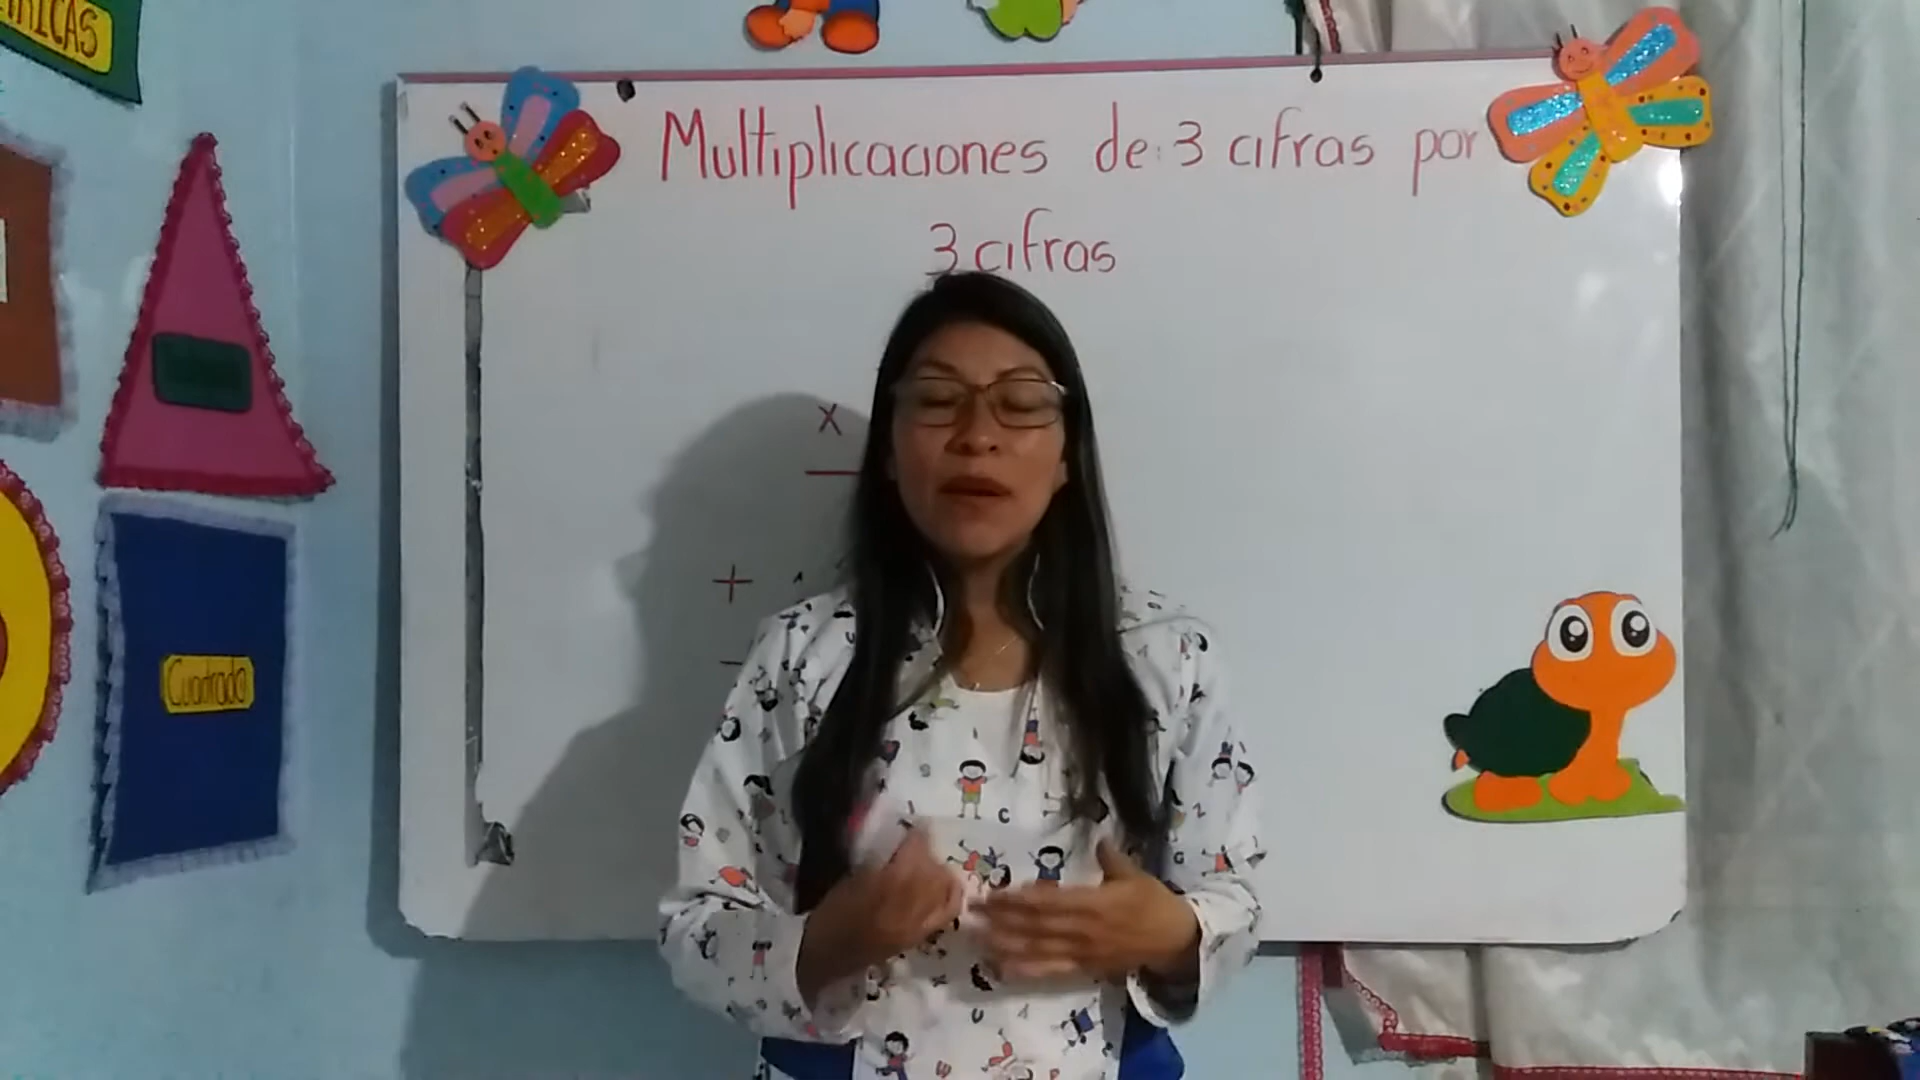 Multiplicaciones de 3 cifras por
3 cifras
x
+
Cuadrado